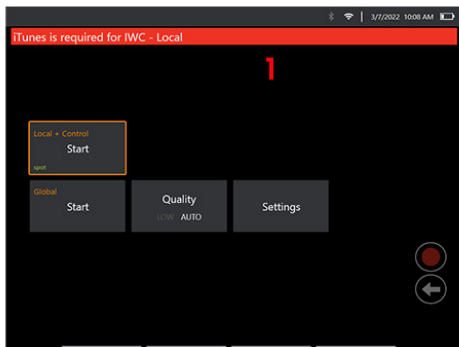 3/7/2022 10:08 AM
iTunes is required for IWC - Local
1
Local + Control
Start
spot
Global
Start
Quality
LOW AUTO
Settings